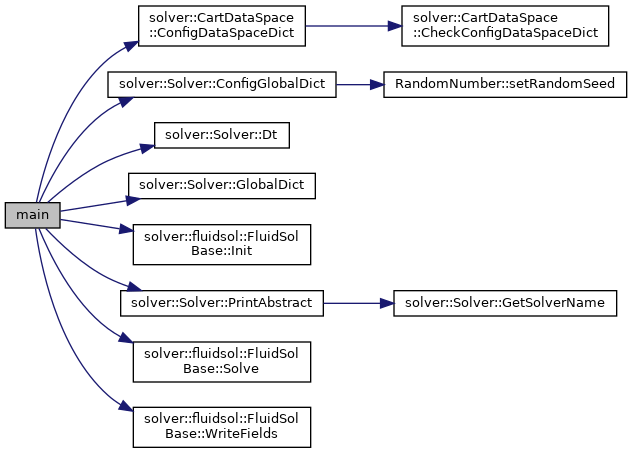 main
solver::CartDataSpace
::ConfigDataSpaceDict
solver::CartDataSpace
::CheckConfigDataSpaceDict
solver::Solver::ConfigGlobalDict
RandomNumber::setRandomSeed
solver::Solver::Dt
solver::Solver::GlobalDict
solver::fluidsol::FluidSol
Base::Init
solver::Solver::PrintAbstract
solver::Solver::GetSolverName
solver::fluidsol::FluidSol
Base::Solve
solver::fluidsol::FluidSol
Base::WriteFields